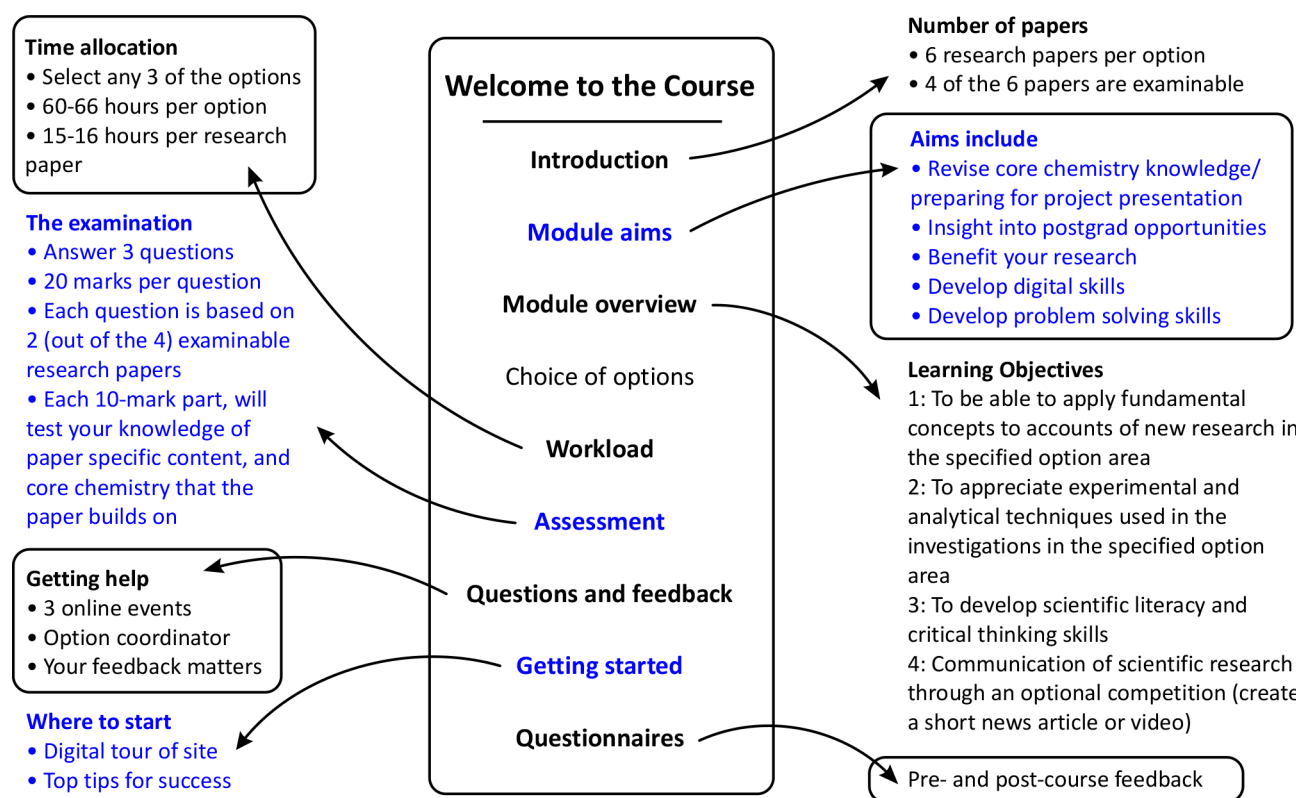 Time allocation
• Select any 3 of the options
• 60-66 hours per option
• 15-16 hours per research
paper
The examination
• Answer 3 questions
• 20 marks per question
• Each question is based on
2 (out of the 4) examinable
research papers
• Each 10-mark part, will
test your knowledge of
paper specific content, and
core chemistry that the
paper builds on
Getting help
• 3 online events
• Option coordinator
• Your feedback matters
Where to start
• Digital tour of site
• Top tips for success
Welcome to the Course
Introduction
Module aims
Module overview
Choice of options
Workload
Assessment
Questions and feedback
Getting started
Questionnaires
Number of papers
• 6 research papers per option
• 4 of the 6 papers are examinable
Aims include
• Revise core chemistry knowledge/
preparing for project presentation
• Insight into postgrad opportunities
• Benefit your research
• Develop digital skills
• Develop problem solving skills
Learning Objectives
1: To be able to apply fundamental
concepts to accounts of new research in
the specified option area
2: To appreciate experimental and
analytical techniques used in the
investigations in the specified option
area
3: To develop scientific literacy and
critical thinking skills
4: Communication of scientific research
through an optional competition (create
a short news article or video)
Pre- and post-course feedback